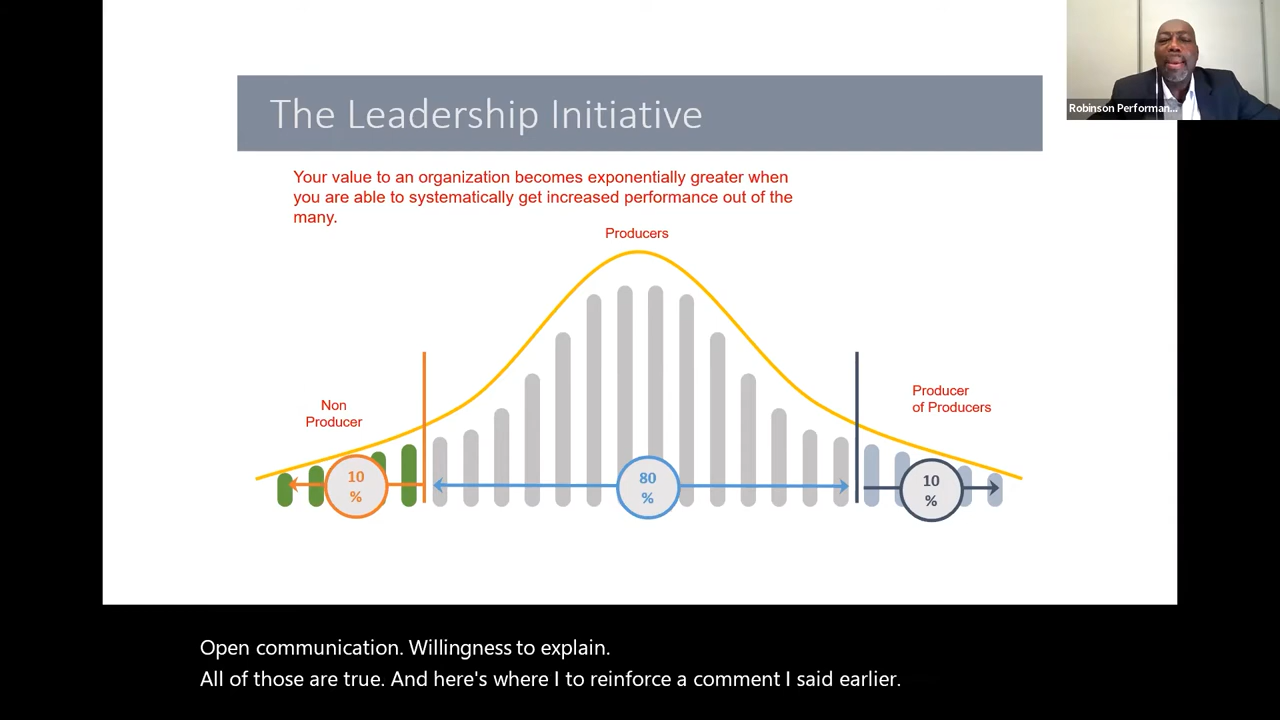 Robinson Performan...
The Leadership Initiative
Your value to an organization becomes exponentially greater when
you are able to systematically get increased performance out of the
many.
Producers
Non
Producer
Producer
of Producers
10
%
80
%
10
%
Open communication. Willingness to explain.
All of those are true. And here's where I to reinforce a comment I said earlier.